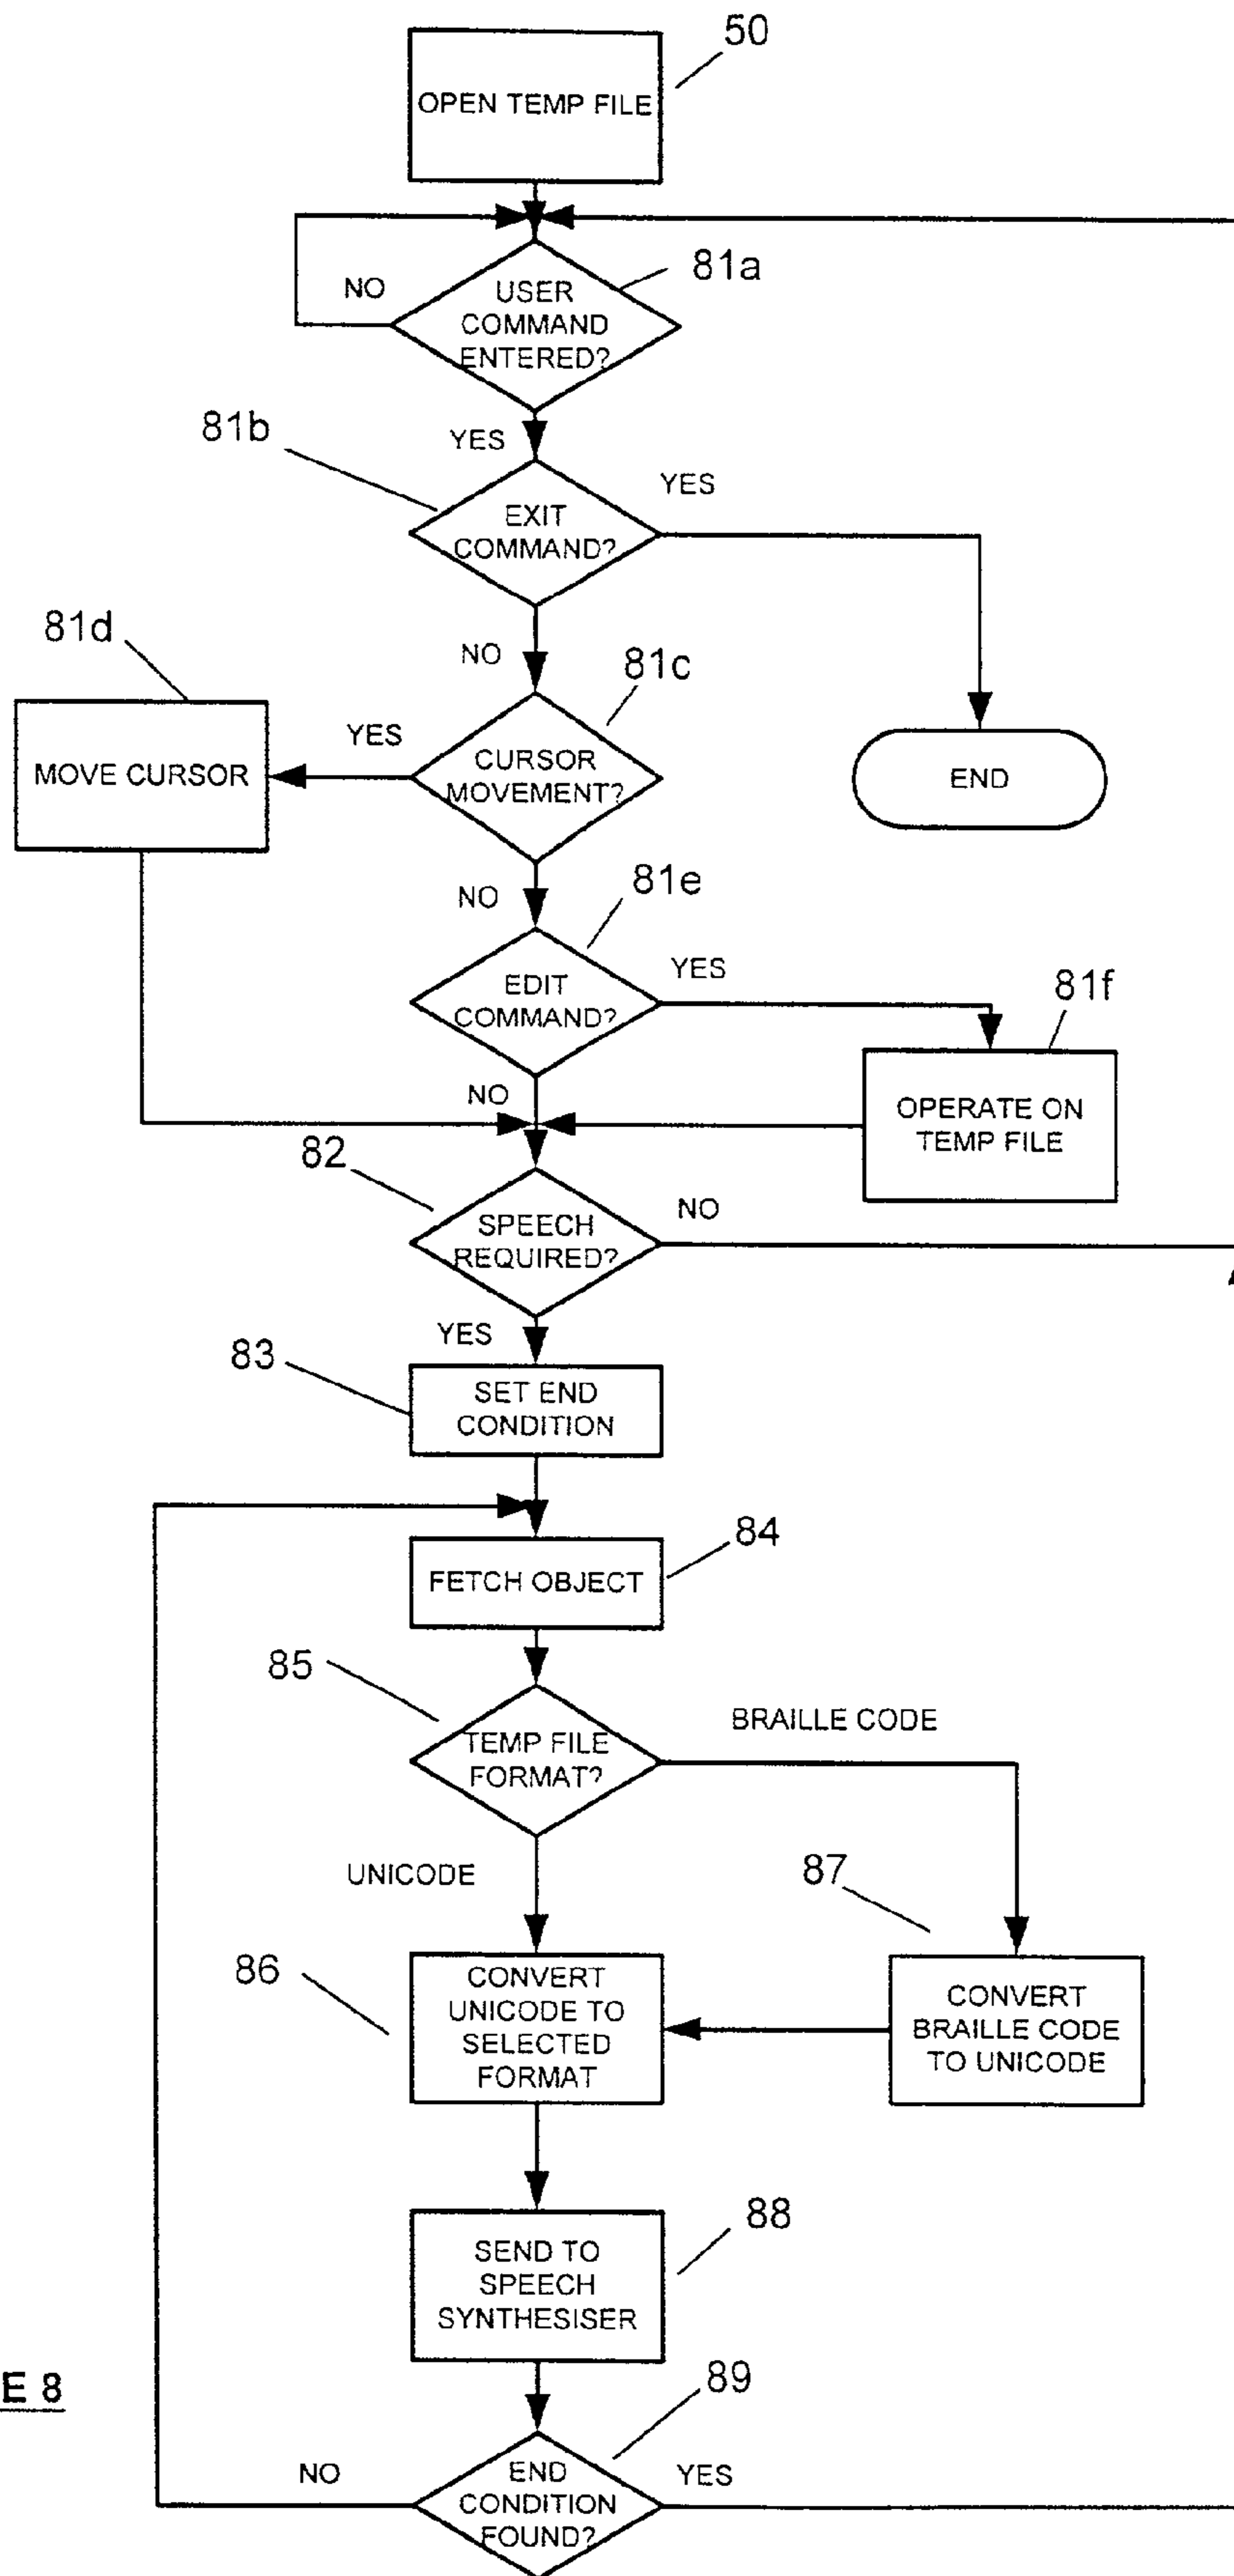 50
OPEN TEMP FILE
81a
NO
USER
COMMAND
ENTERED?
81b
YES
YES
EXIT
COMMAND?
81d
NO
81c
YES
MOVE CURSOR
CURSOR
MOVEMENT?
END
NO
81e
EDIT
COMMAND?
YES
81f
NO
OPERATE ON
TEMP FILE
82
SPEECH
REQUIRED?
NO
YES
83
SET END
CONDITION
84
FETCH OBJECT
85
TEMP FILE
FORMAT?
BRAILLE CODE
UNICODE
87
86
CONVERT
UNICODE TO
SELECTED
FORMAT
CONVERT
BRAILLE CODE
TO UNICODE
88
SEND TO
SPEECH
SYNTHESISER
E 8
89
NO
END
CONDITION
FOUND?
YES